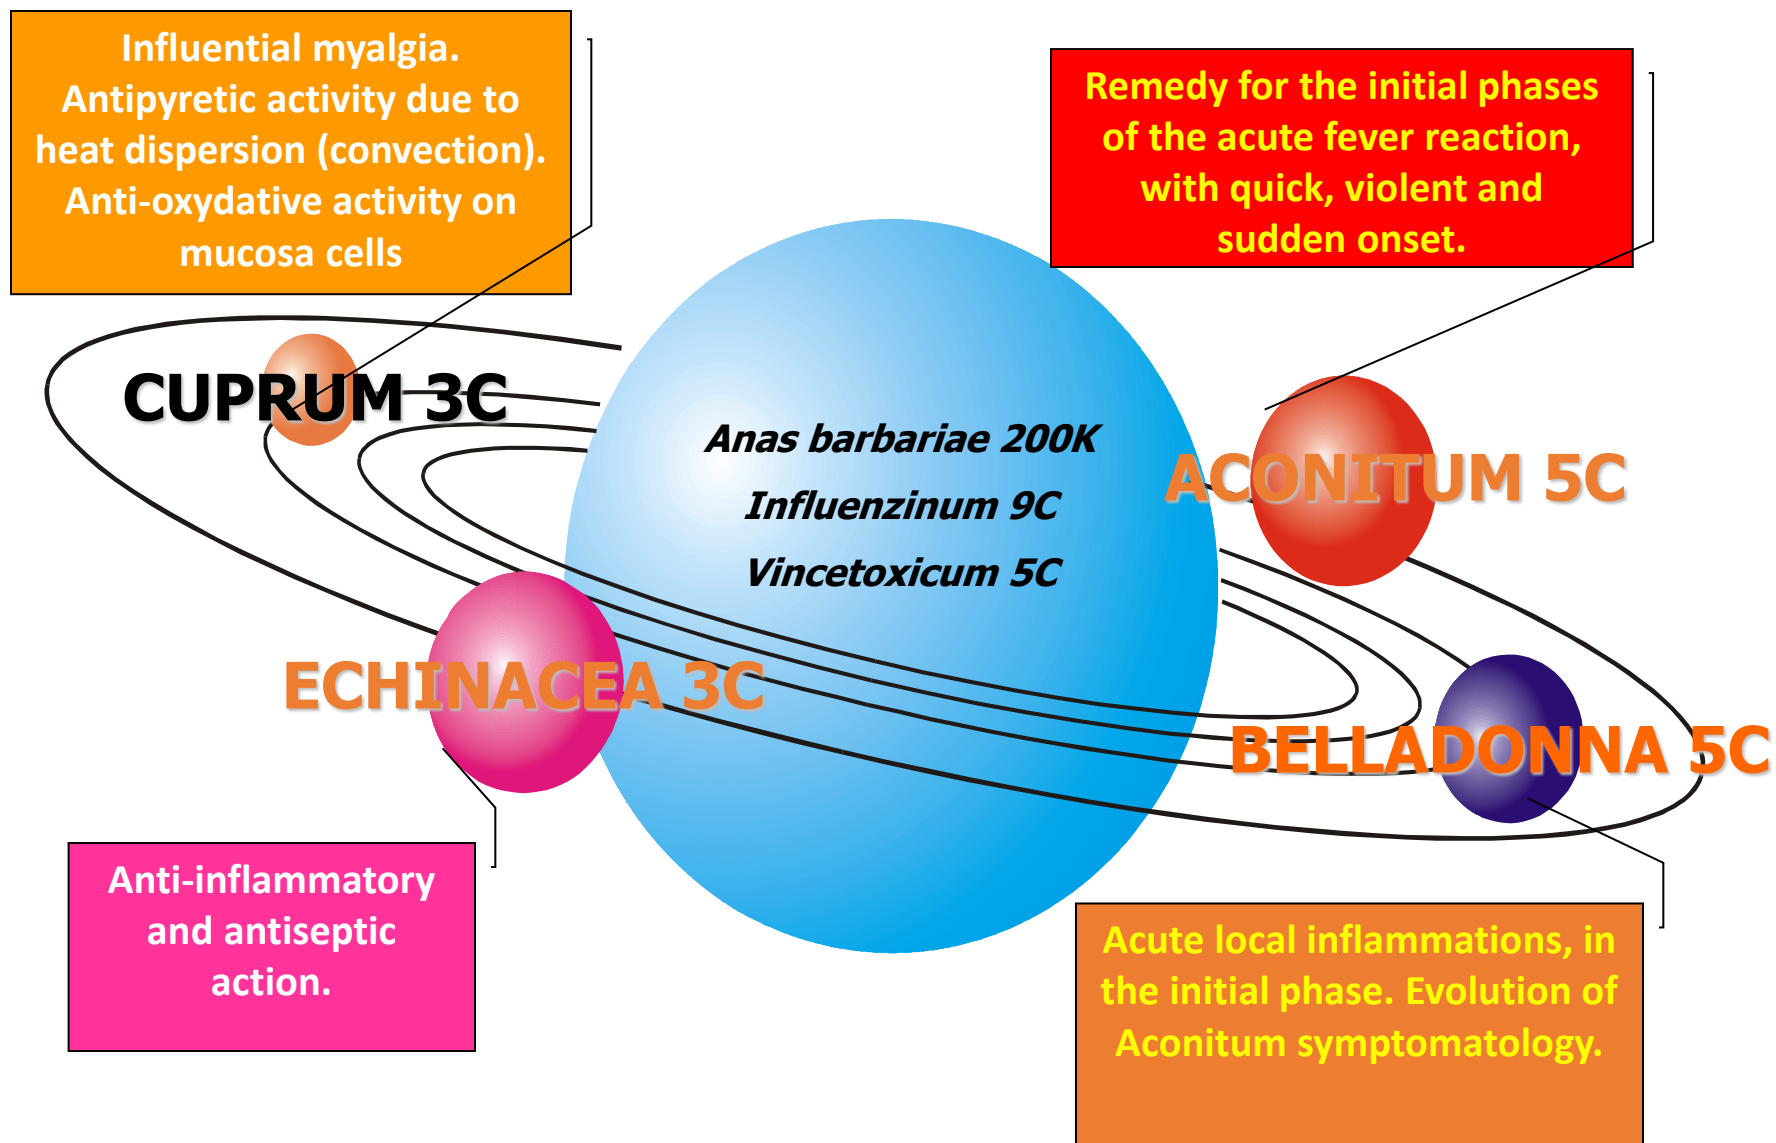 Influential myalgia.
Antipyretic activity due to
heat dispersion (convection).
Anti-oxydative activity on
mucosa cells
Remedy for the initial phases
of the acute fever reaction,
with quick, violent and
sudden onset.
CUPRUM 3C
Anas barbariae 200K
Influenzinum 9C
Vincetoxicum 5C
ACONITUM 5C
ECHINACEA 3C
BELLADONNA 5C
Anti-inflammatory
and antiseptic
action.
Acute local inflammations, in
the initial phase. Evolution of
Aconitum symptomatology.